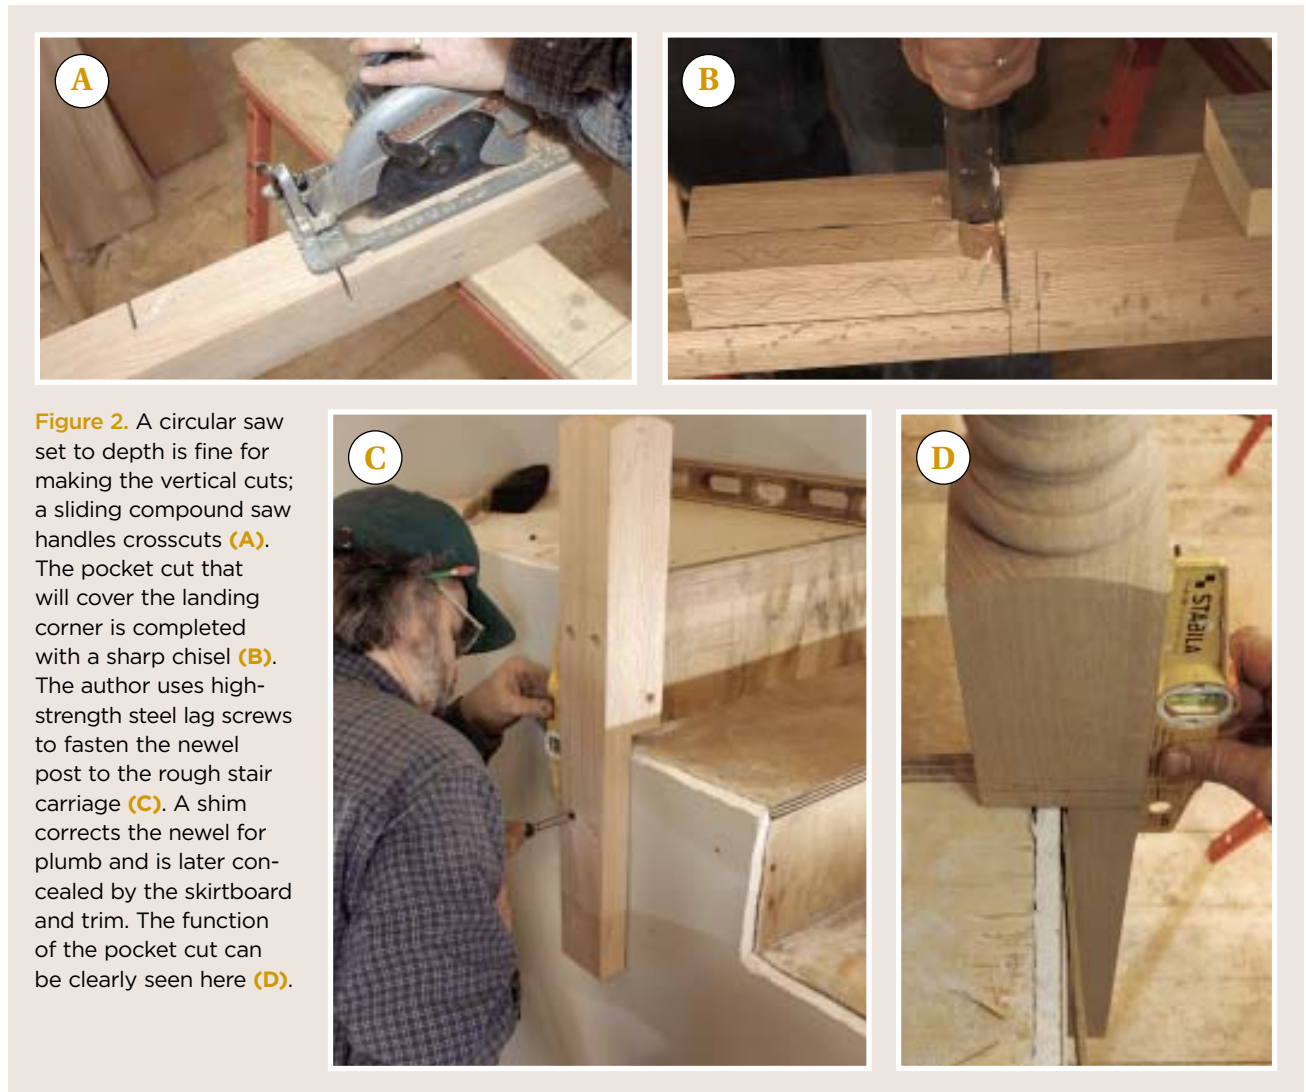 A
B
Figure 2. A circular saw
set to depth is fine for
making the vertical cuts;
a sliding compound saw
handles crosscuts (A).
The pocket cut that
will cover the landing
corner is completed
with a sharp chisel (B).
The author uses high-
strength steel lag screws
to fasten the newel
post to the rough stair
carriage (C). A shim
corrects the newel for
plumb and is later con-
cealed by the skirtboard
and trim. The function
of the pocket cut can
be clearly seen here (D).
C
D
STABILA